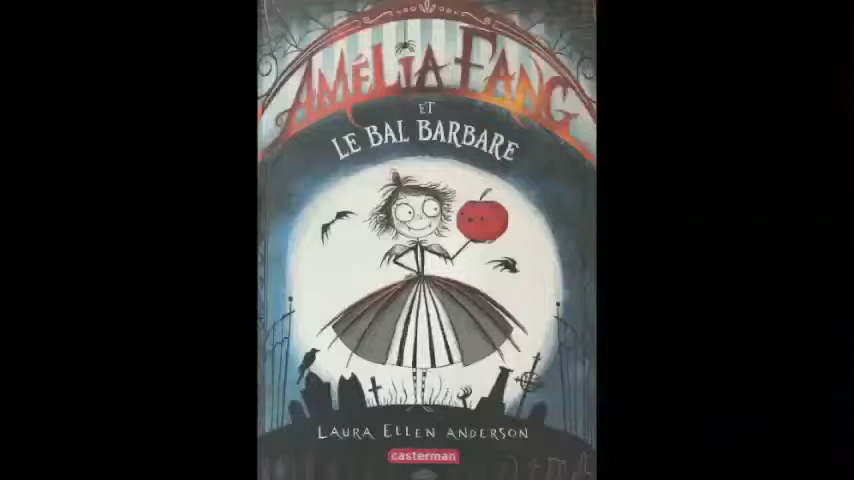 AMÉLIA FANG
ET
LE BAL BARBARE
LAURA ELLEN ANDERSON
casterman